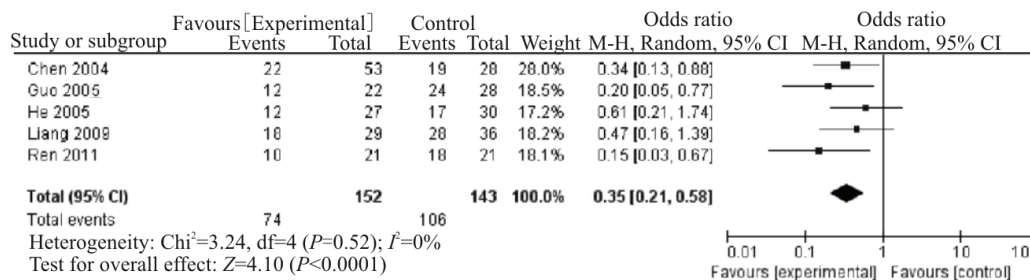 Favours［Experimental］ Control Odds ratio Odds ratio
Study or subgroup Events Total Events Total Weight M-H, Random, 95% CI M-H, Random, 95% CI
Chen 2004 22 53 19 28 28.0% 0.34 [0.13, 0.88]
Guo 2005 12 22 24 28 18.5% 0.20 [0.05, 0.77]
He 2005 12 27 17 30 17.2% 0.61 [0.21, 1.74]
Liang 2009 18 29 28 36 18.2% 0.47 [0.16, 1.39]
Ren 2011 10 21 18 21 18.1% 0.15 [0.03, 0.67]
Total (95% CI) 152 143 100.0% 0.35 [0.21, 0.58]
Total events 74 106
Heterogeneity: Chi²=3.24, df=4 (P=0.52); I²=0%
Test for overall effect: Z=4.10 (P<0.0001)
0.01 0.1 1 10 100
Favours [experimental] Favours [control]